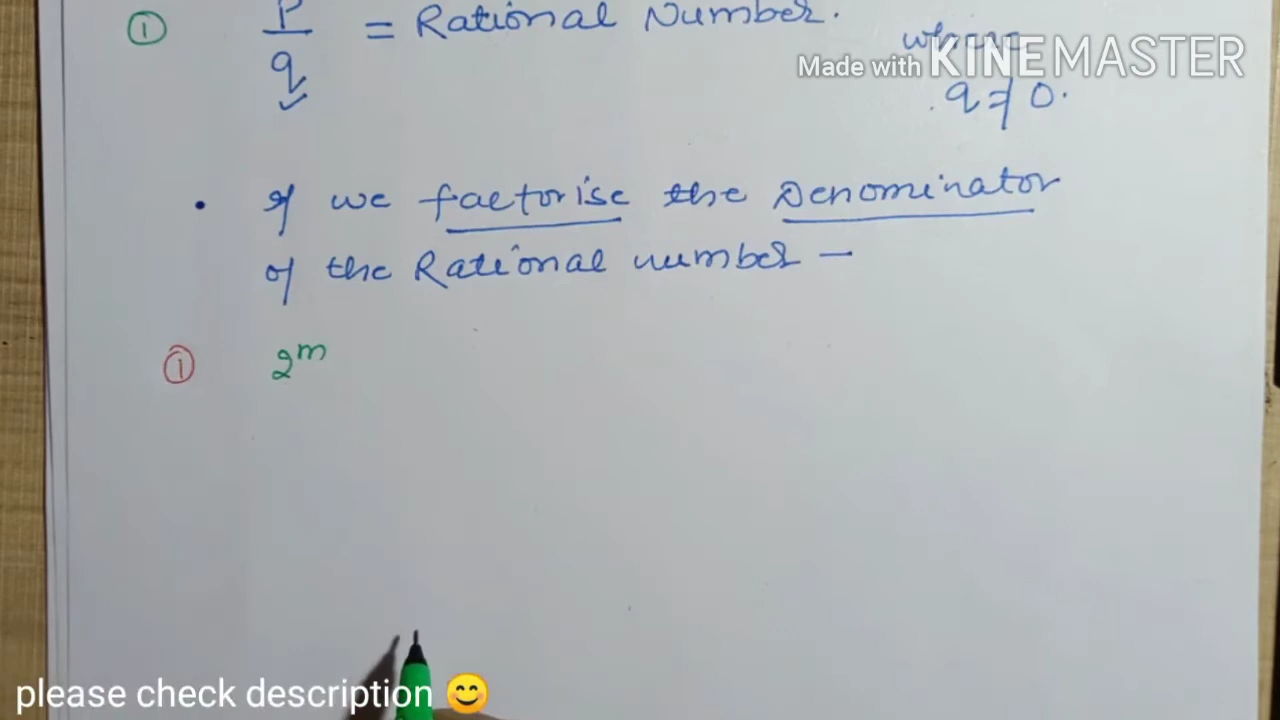 ① P/q = Rational Number. where
Made with KINEMASTER
q ≠ 0.
• If we factorise the Denominator
of the Rational number —
① 2^m
please check description 😊